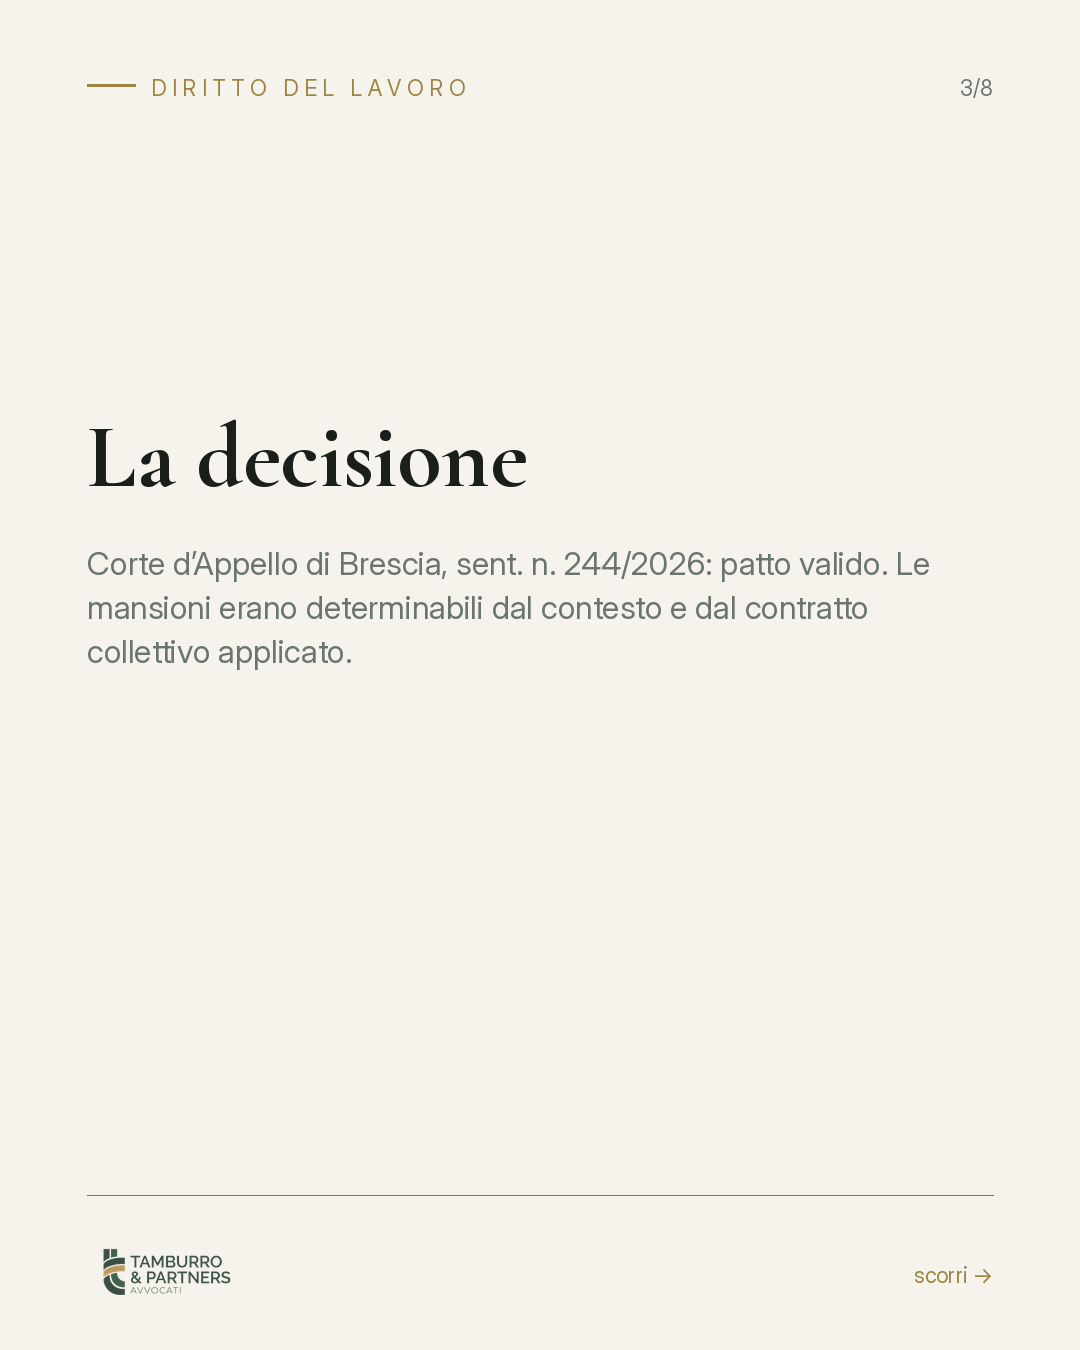 DIRITTO DEL LAVORO
3/8
La decisione
Corte d’Appello di Brescia, sent. n. 244/2026: patto valido. Le
mansioni erano determinabili dal contesto e dal contratto
collettivo applicato.
TAMBURRO
& PARTNERS
AVVOCATI
scorri →